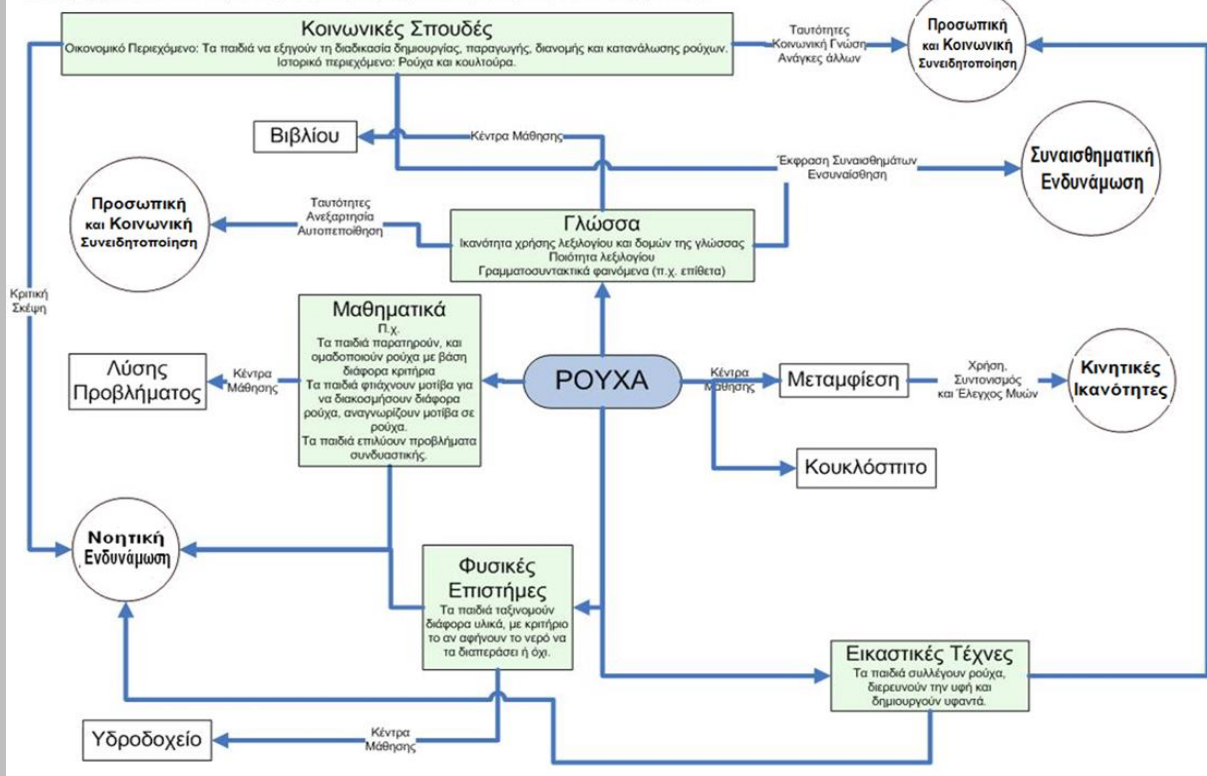 Κοινωνικές Σπουδές
Οικονομικό Περιεχόμενο: Τα παιδιά να εξηγούν τη διαδικασία δημιουργίας, παραγωγής, διανομής και κατανάλωσης ρούχων.
Ιστορικό περιεχόμενο: Ρούχα και κουλτούρα.
Ταυτότητες
Κοινωνική Γνώση
Ανάγκες άλλων
Προσωπική
και Κοινωνική
Συνειδητοποίηση
Βιβλίου
Κέντρα Μάθησης
Έκφραση Συναισθημάτων
Ενσυναίσθηση
Συναισθηματική
Ενδυνάμωση
Προσωπική
και Κοινωνική
Συνειδητοποίηση
Ταυτότητες
Ανεξαρτησία
Αυτοπεποίθηση
Γλώσσα
Ικανότητα χρήσης λεξιλογίου και δομών της γλώσσας
Ποιότητα λεξιλογίου
Γραμματοσυντακτικά φαινόμενα (π.χ. επίθετα)
Κριτική
Σκέψη
Μαθηματικά
Π.χ.
Τα παιδιά παρατηρούν, και
ομαδοποιούν ρούχα με βάση
διάφορα κριτήρια
Τα παιδιά φτιάχνουν μοτίβα για
να διακοσμήσουν διάφορα
ρούχα, αναγνωρίζουν μοτίβα σε
ρούχα.
Τα παιδιά επιλύουν προβλήματα
συνδυαστικής.
Λύσης
Προβλήματος
Κέντρα
Μάθησης
ΡΟΥΧΑ
Κέντρα
Μάθησης
Μεταμφίεση
Χρήση,
Συντονισμός
και Έλεγχος Μυών
Κινητικές
Ικανότητες
Κουκλόσπιτο
Νοητική
Ενδυνάμωση
Φυσικές
Επιστήμες
Τα παιδιά ταξινομούν
διάφορα υλικά, με κριτήριο
το αν αφήνουν το νερό να
τα διαπεράσει ή όχι.
Εικαστικές Τέχνες
Τα παιδιά συλλέγουν ρούχα,
διερευνούν την υφή και
δημιουργούν υφαντά.
Υδροδοχείο
Κέντρα
Μάθησης